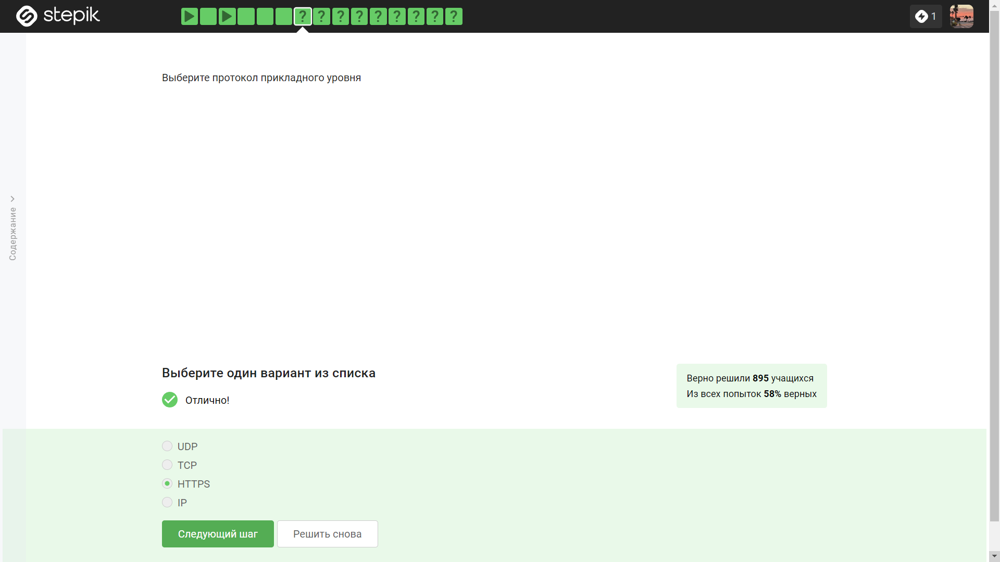 stepik
? ? ? ? ? ? ? ? ?
1
Содержание
Выберите протокол прикладного уровня
Выберите один вариант из списка
Отлично!
Верно решили 895 учащихся
Из всех попыток 58% верных
UDP
TCP
HTTPS
IP
Следующий шаг
Решить снова